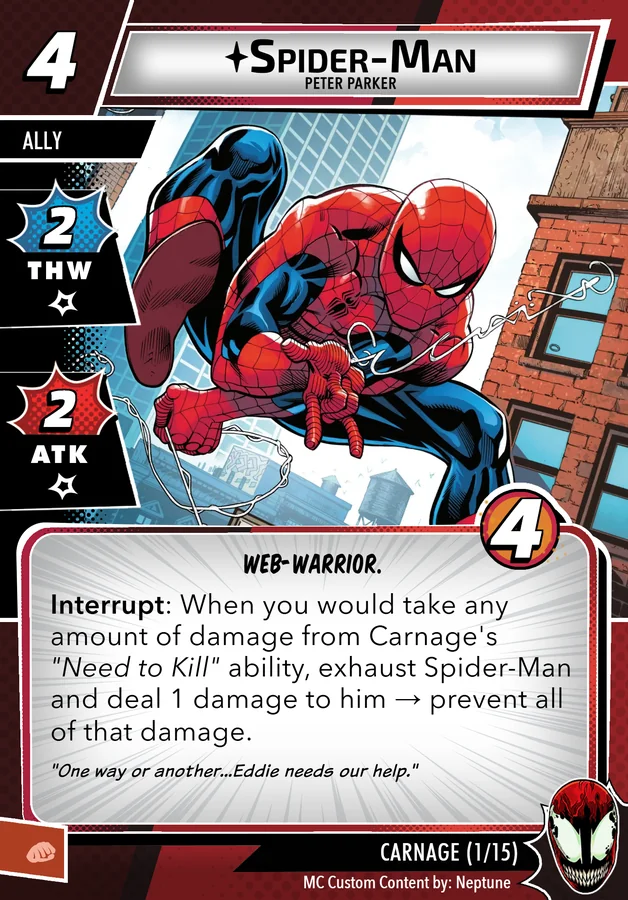 4
SPIDER-MAN
PETER PARKER
ALLY
2
THW
2
ATK
4
WEB-WARRIOR.
Interrupt: When you would take any
amount of damage from Carnage's
"Need to Kill" ability, exhaust Spider-Man
and deal 1 damage to him → prevent all
of that damage.
"One way or another...Eddie needs our help."
CARNAGE (1/15)
MC Custom Content by: Neptune